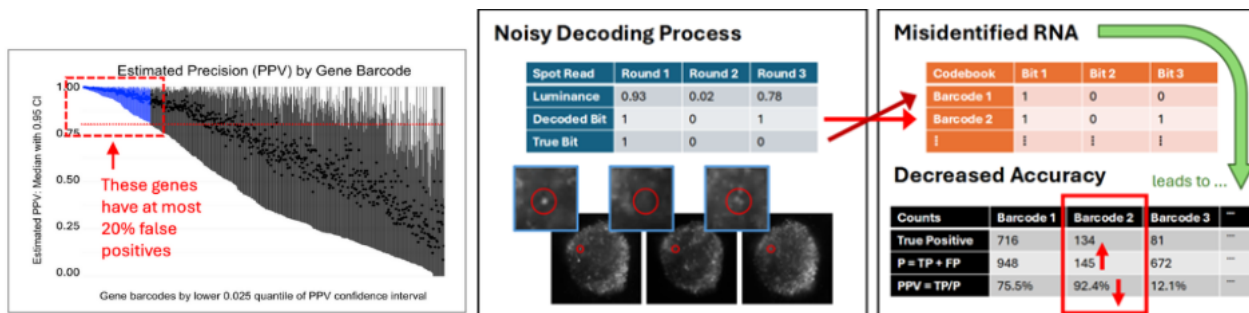 Estimated Precision (PPV) by Gene Barcode
Estimated PPV: Median with 0.95 CI
1.00
0.75
0.50
0.25
0.00
These genes
have at most
20% false
positives
Gene barcodes by lower 0.025 quantile of PPV confidence interval
Noisy Decoding Process
Spot Read Round 1 Round 2 Round 3
Luminance 0.93 0.02 0.78
Decoded Bit 1 0 1
True Bit 1 0 0
Misidentified RNA
Codebook Bit 1 Bit 2 Bit 3
Barcode 1 1 0 0
Barcode 2 1 0 1
⋮ ⋮ ⋮ ⋮
Decreased Accuracy
leads to ...
Counts Barcode 1 Barcode 2 Barcode 3 ...
True Positive 716 134 81 ...
P = TP + FP 948 145 672 ...
PPV = TP/P 75.5% 92.4% 12.1% ...